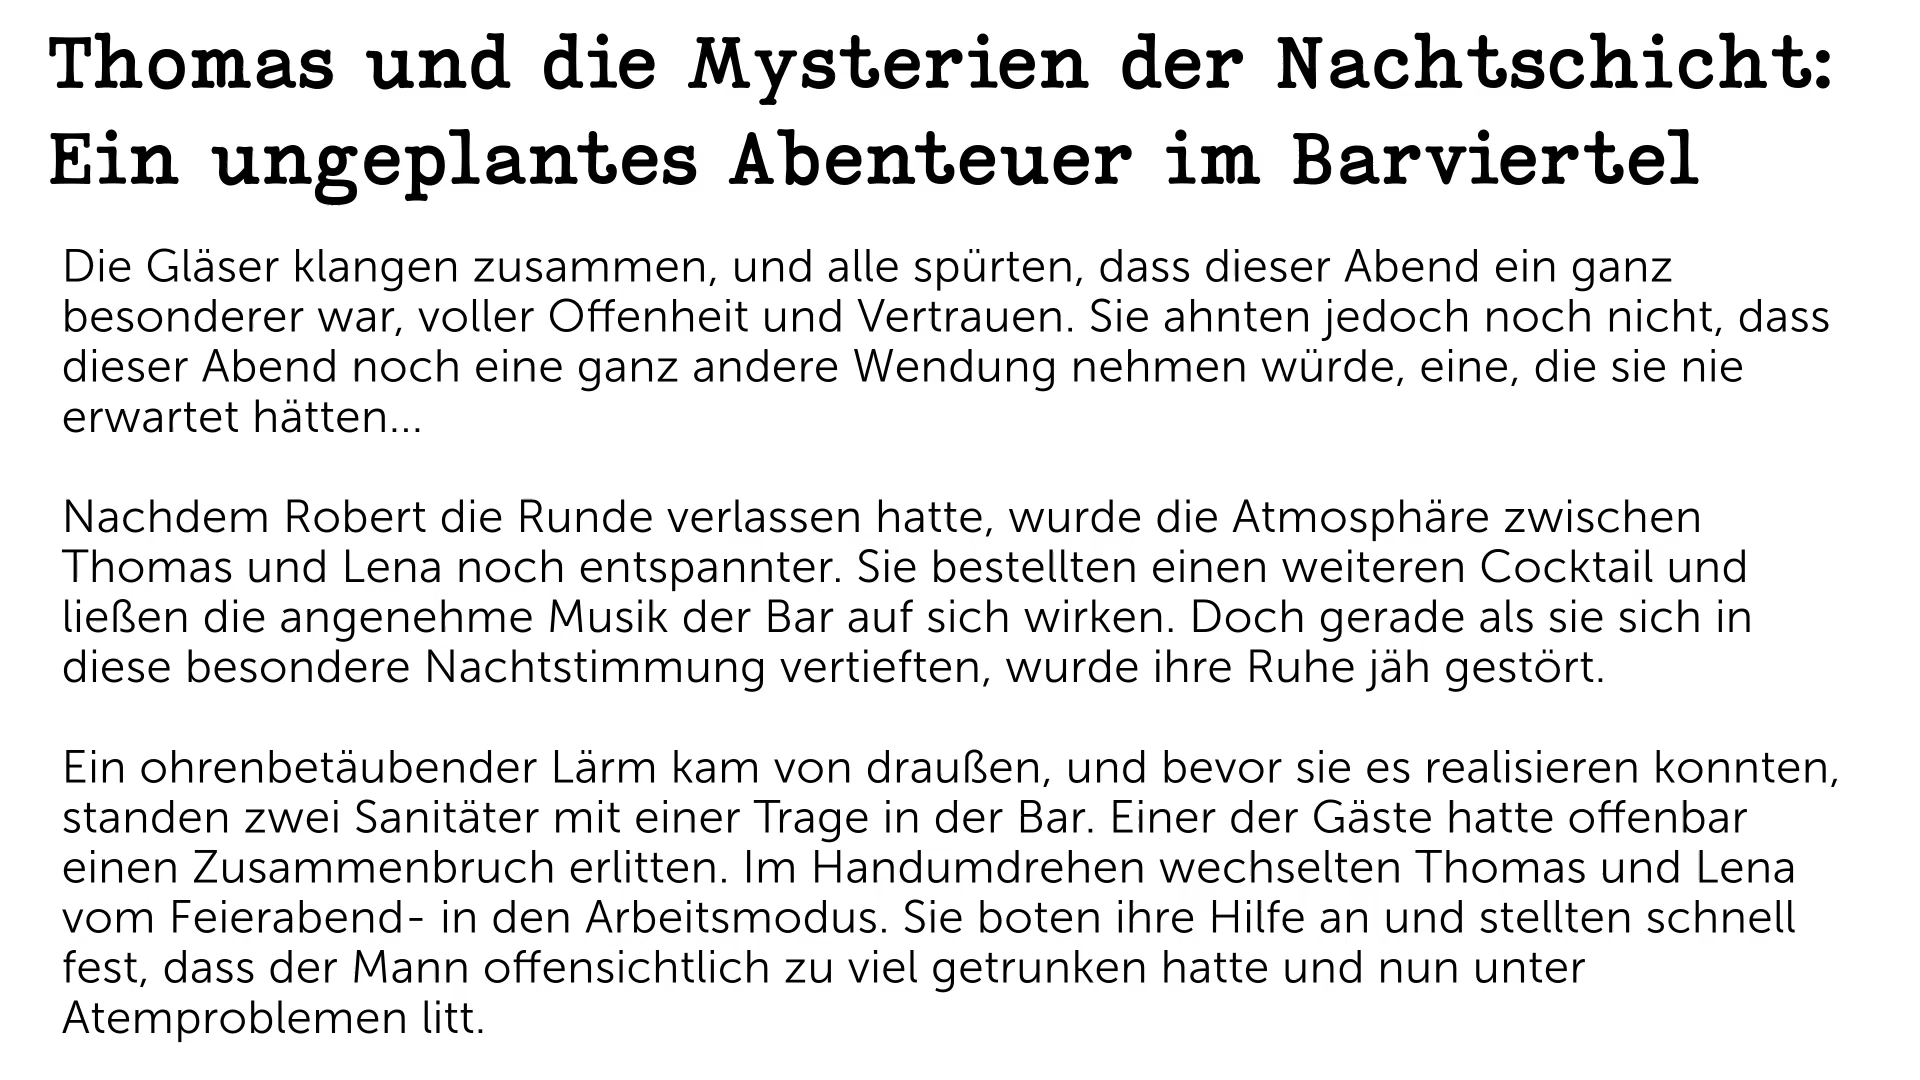 Thomas und die Mysterien der Nachtschicht:
Ein ungeplantes Abenteuer im Barviertel
Die Gläser klangen zusammen, und alle spürten, dass dieser Abend ein ganz
besonderer war, voller Offenheit und Vertrauen. Sie ahnten jedoch noch nicht, dass
dieser Abend noch eine ganz andere Wendung nehmen würde, eine, die sie nie
erwartet hätten...
Nachdem Robert die Runde verlassen hatte, wurde die Atmosphäre zwischen
Thomas und Lena noch entspannter. Sie bestellten einen weiteren Cocktail und
ließen die angenehme Musik der Bar auf sich wirken. Doch gerade als sie sich in
diese besondere Nachtstimmung vertieften, wurde ihre Ruhe jäh gestört.
Ein ohrenbetäubender Lärm kam von draußen, und bevor sie es realisieren konnten,
standen zwei Sanitäter mit einer Trage in der Bar. Einer der Gäste hatte offenbar
einen Zusammenbruch erlitten. Im Handumdrehen wechselten Thomas und Lena
vom Feierabend- in den Arbeitsmodus. Sie boten ihre Hilfe an und stellten schnell
fest, dass der Mann offensichtlich zu viel getrunken hatte und nun unter
Atemproblemen litt.